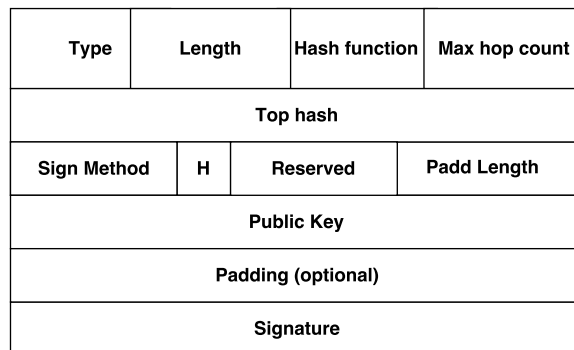 Type Length Hash function Max hop count
Top hash
Sign Method H Reserved Padd Length
Public Key
Padding (optional)
Signature